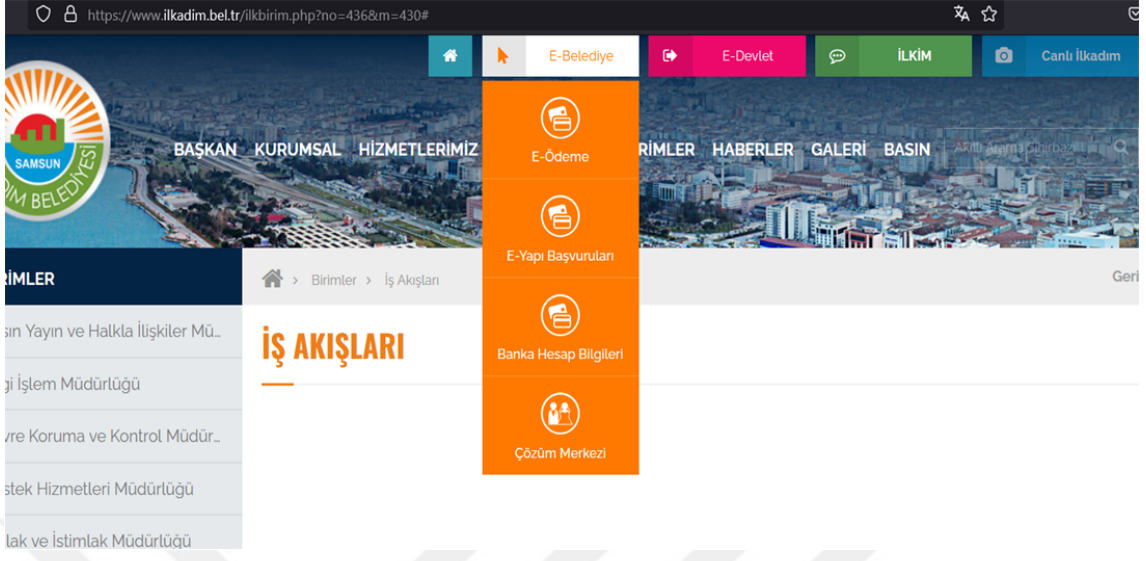 https://www.ilkadim.bel.tr/ilkbirim.php?no=436&m=430#
E-Belediye
E-Devlet
İLKİM
Canlı İlkadım
SAMSUN
BAŞKAN KURUMSAL HİZMETLERİMİZ RİMLER HABERLER GALERİ BASIN Akıllı Arama Sihirbazı
E-Ödeme
E-Yapı Başvuruları
Banka Hesap Bilgileri
Çözüm Merkezi
RİMLER
Birimler > İş Akışları
Geri
İŞ AKIŞLARI
sın Yayın ve Halkla İlişkiler Mü...
gi İşlem Müdürlüğü
vre Koruma ve Kontrol Müdür...
stek Hizmetleri Müdürlüğü
lak ve İstimlak Müdürlüğü